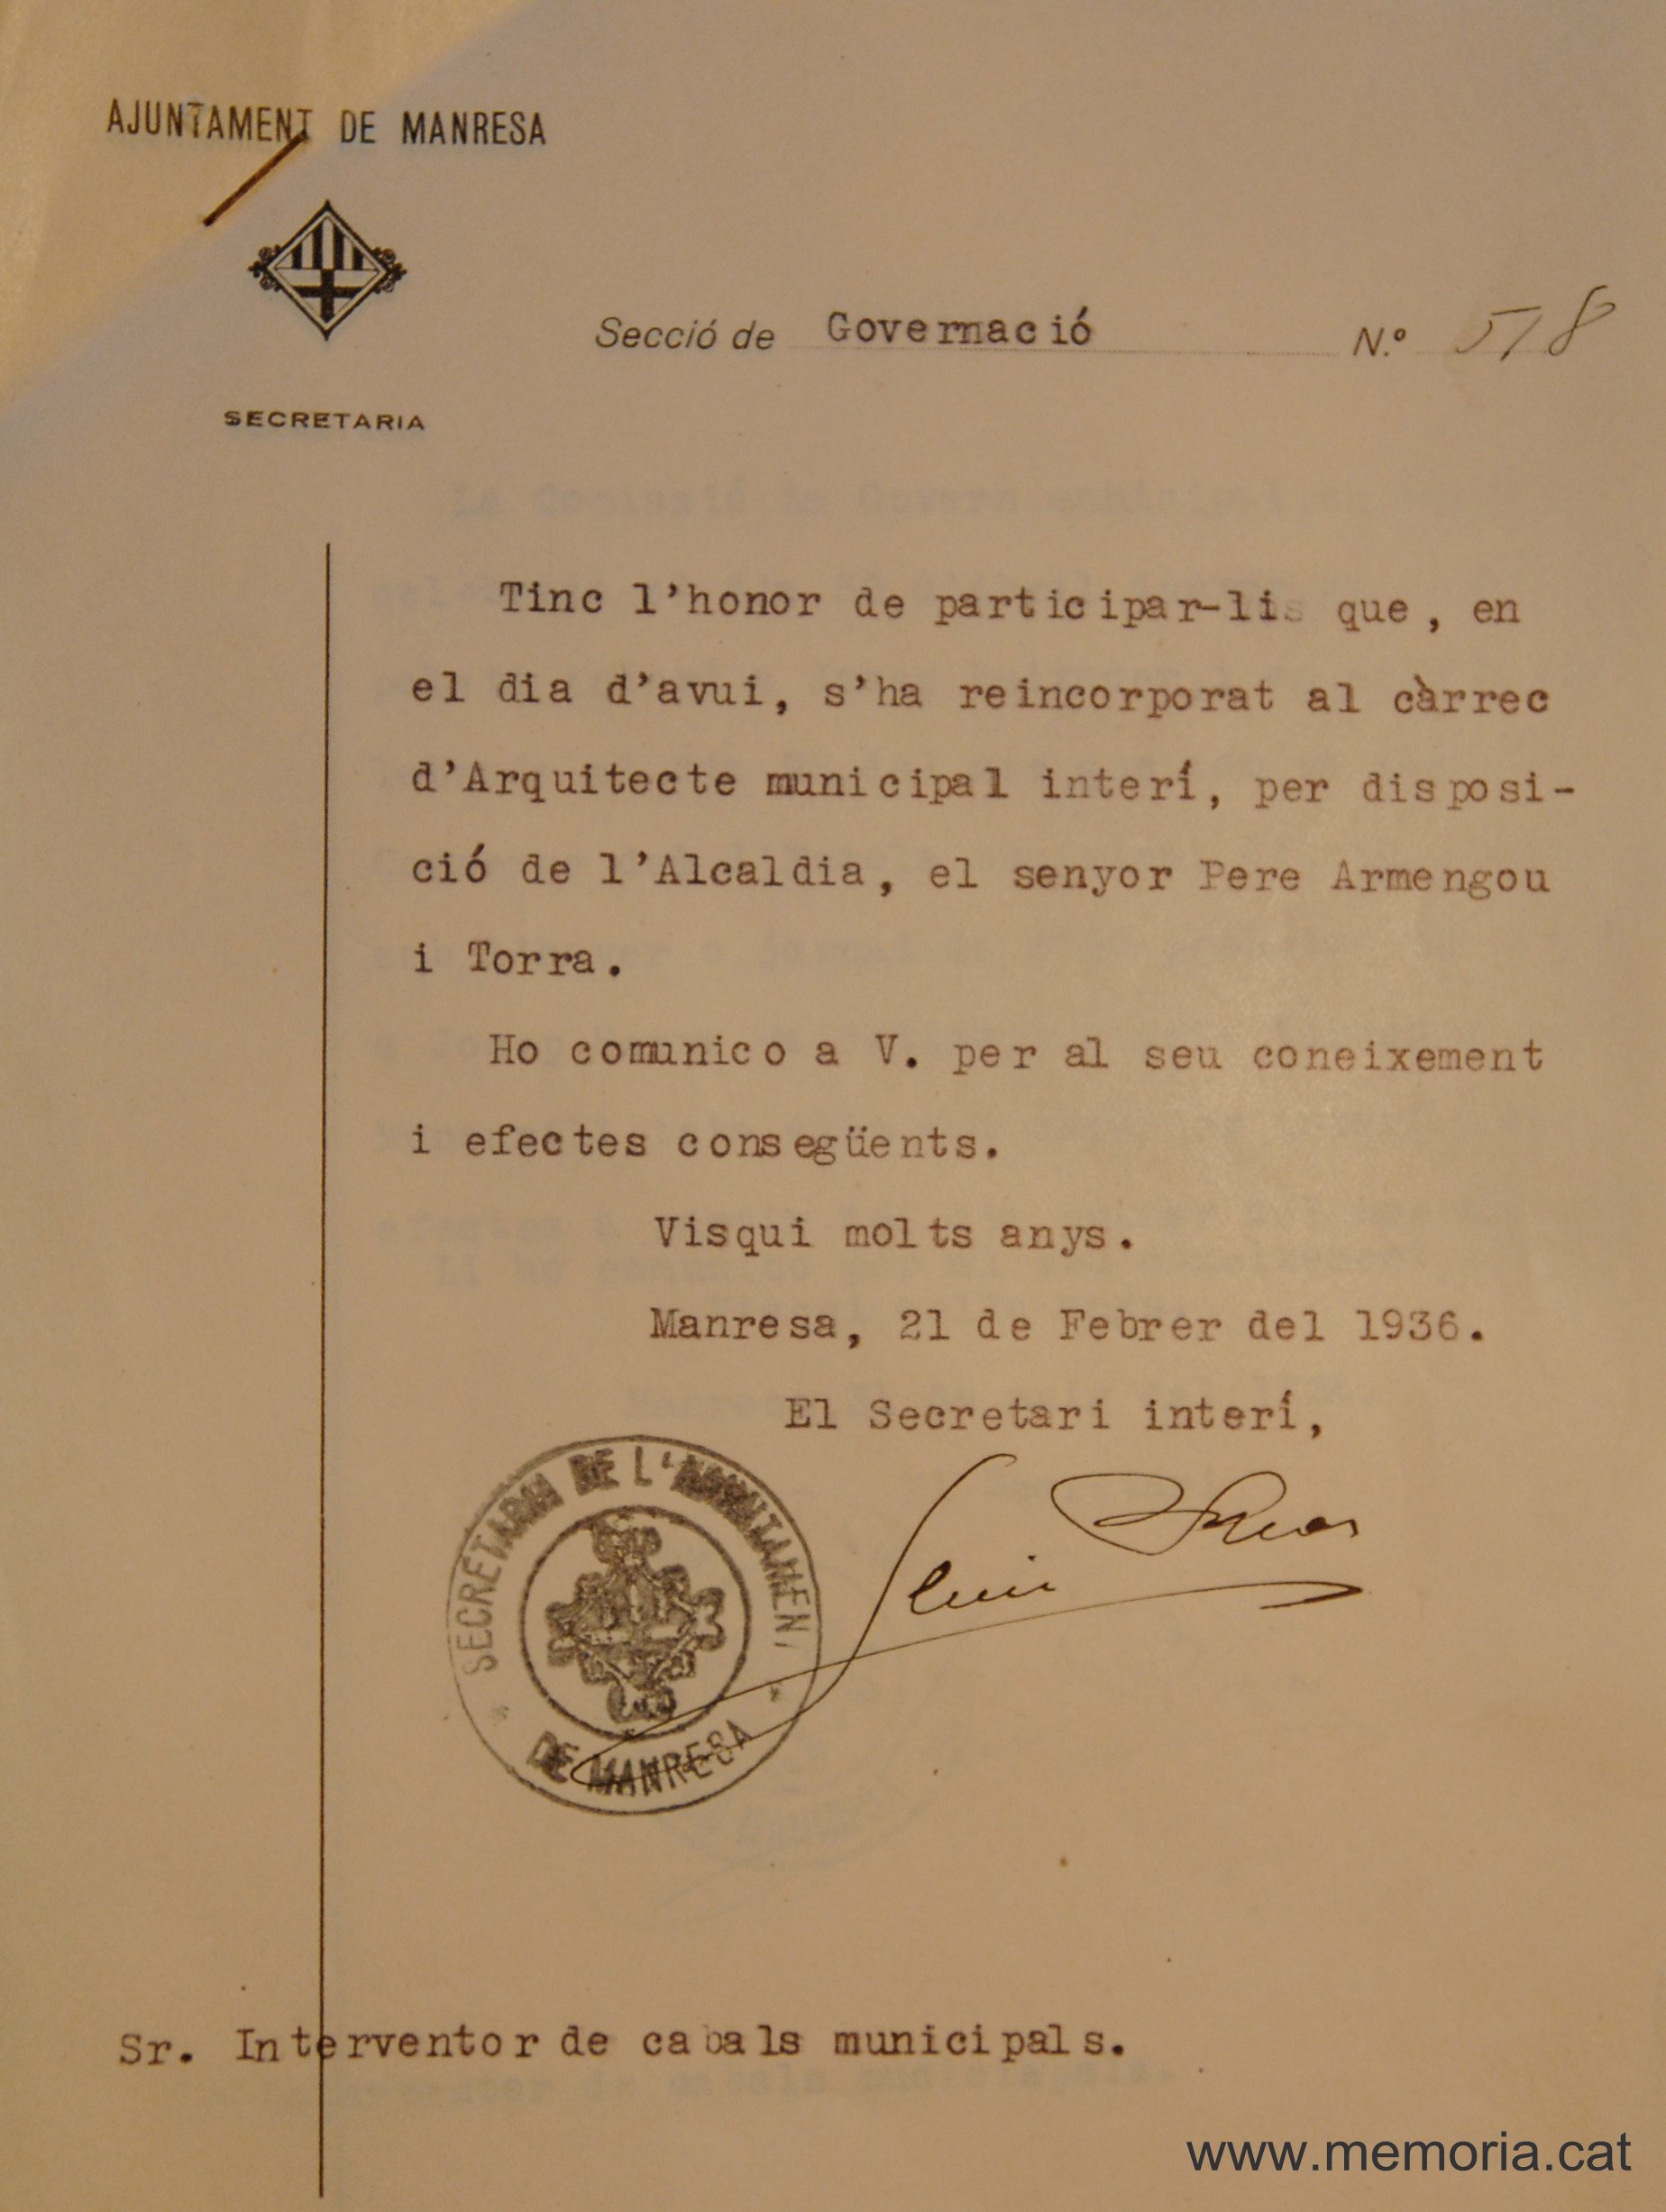 AJUNTAMENT DE MANRESA
SECRETARIA
Secció de Governació N.º 518
Tinc l'honor de participar-lis que, en
el dia d'avui, s'ha reincorporat al càrrec
d'Arquitecte municipal interí, per disposi-
ció de l'Alcaldia, el senyor Pere Armengou
i Torra.
Ho comunico a V. per al seu coneixement
i efectes consegüents.
Visqui molts anys.
Manresa, 21 de Febrer del 1936.
El Secretari interí,
SECRETARIA DE L'AJUNTAMENT
DE MANRESA
Sr. Interventor de cabals municipals.
www.memoria.cat